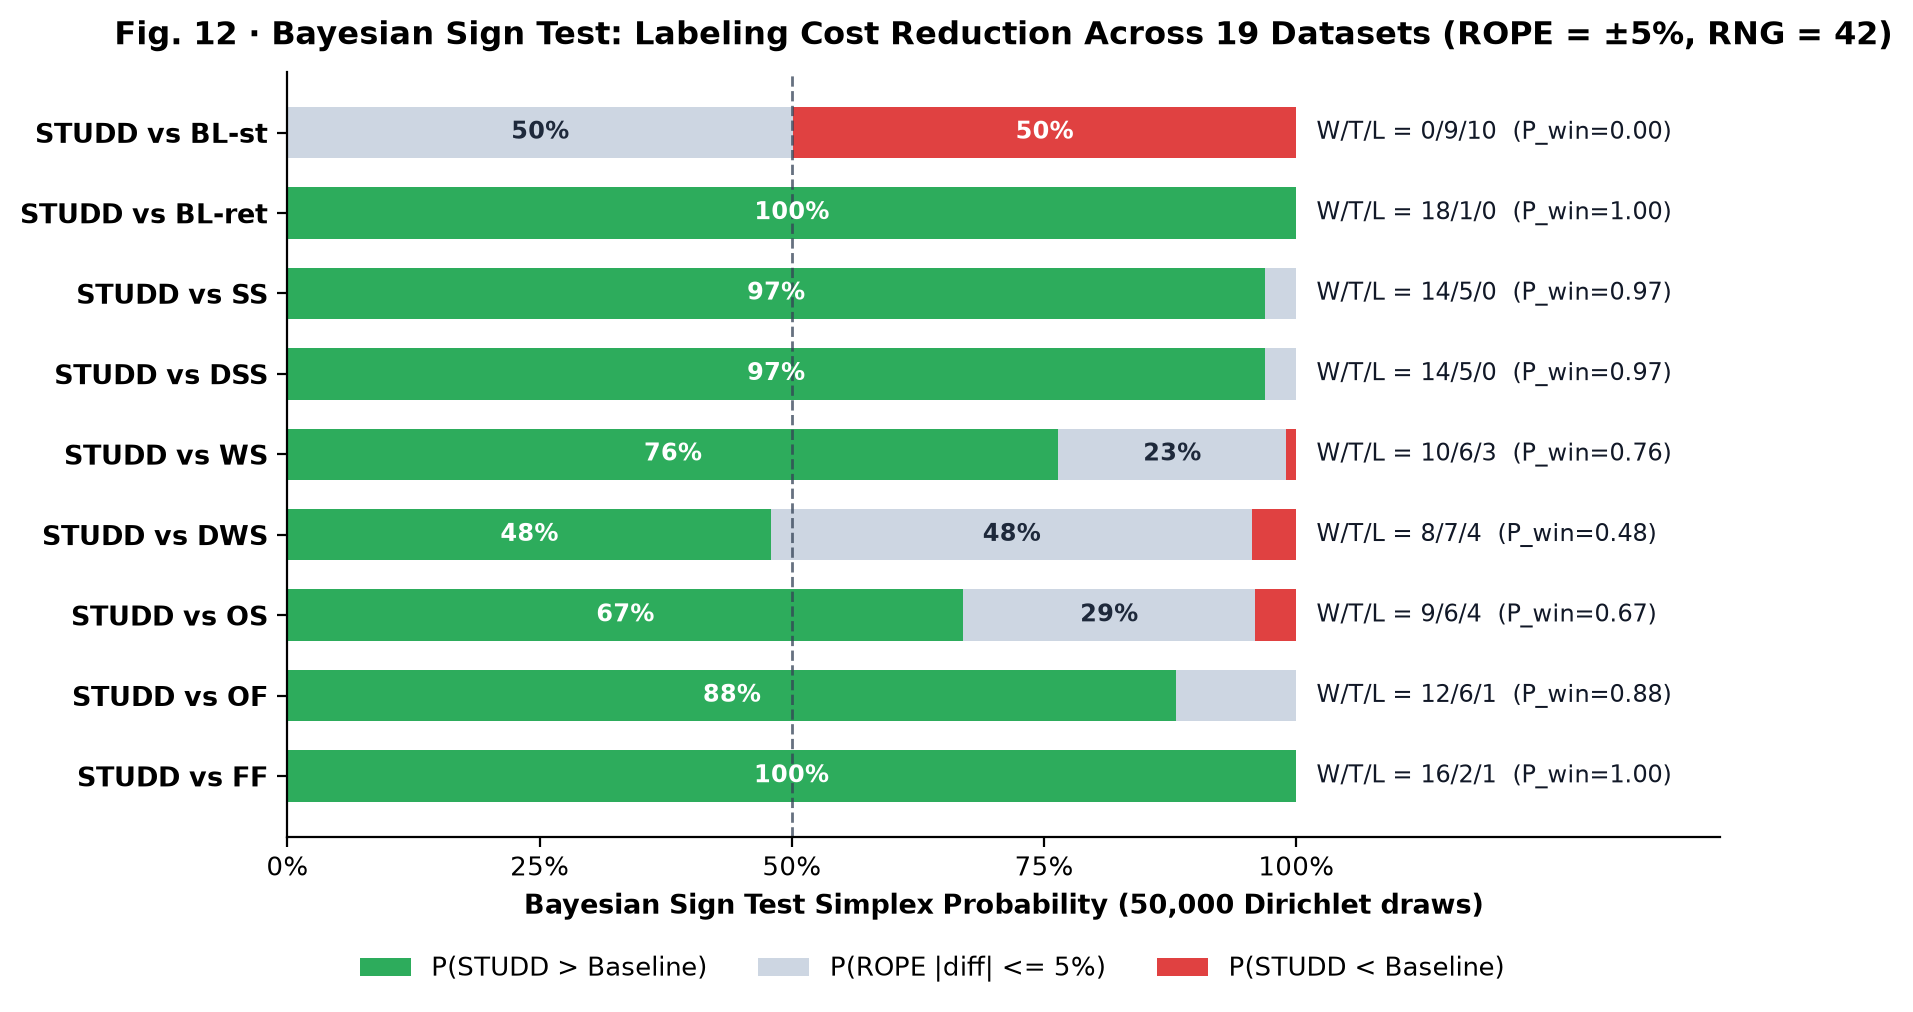 Fig. 12 · Bayesian Sign Test: Labeling Cost Reduction Across 19 Datasets (ROPE = ±5%, RNG = 42)
STUDD vs BL-st 50% 50% W/T/L = 0/9/10 (P_win=0.00)
STUDD vs BL-ret 100% W/T/L = 18/1/0 (P_win=1.00)
STUDD vs SS 97% W/T/L = 14/5/0 (P_win=0.97)
STUDD vs DSS 97% W/T/L = 14/5/0 (P_win=0.97)
STUDD vs WS 76% 23% W/T/L = 10/6/3 (P_win=0.76)
STUDD vs DWS 48% 48% W/T/L = 8/7/4 (P_win=0.48)
STUDD vs OS 67% 29% W/T/L = 9/6/4 (P_win=0.67)
STUDD vs OF 88% W/T/L = 12/6/1 (P_win=0.88)
STUDD vs FF 100% W/T/L = 16/2/1 (P_win=1.00)
0% 25% 50% 75% 100%
Bayesian Sign Test Simplex Probability (50,000 Dirichlet draws)
P(STUDD > Baseline) P(ROPE |diff| <= 5%) P(STUDD < Baseline)